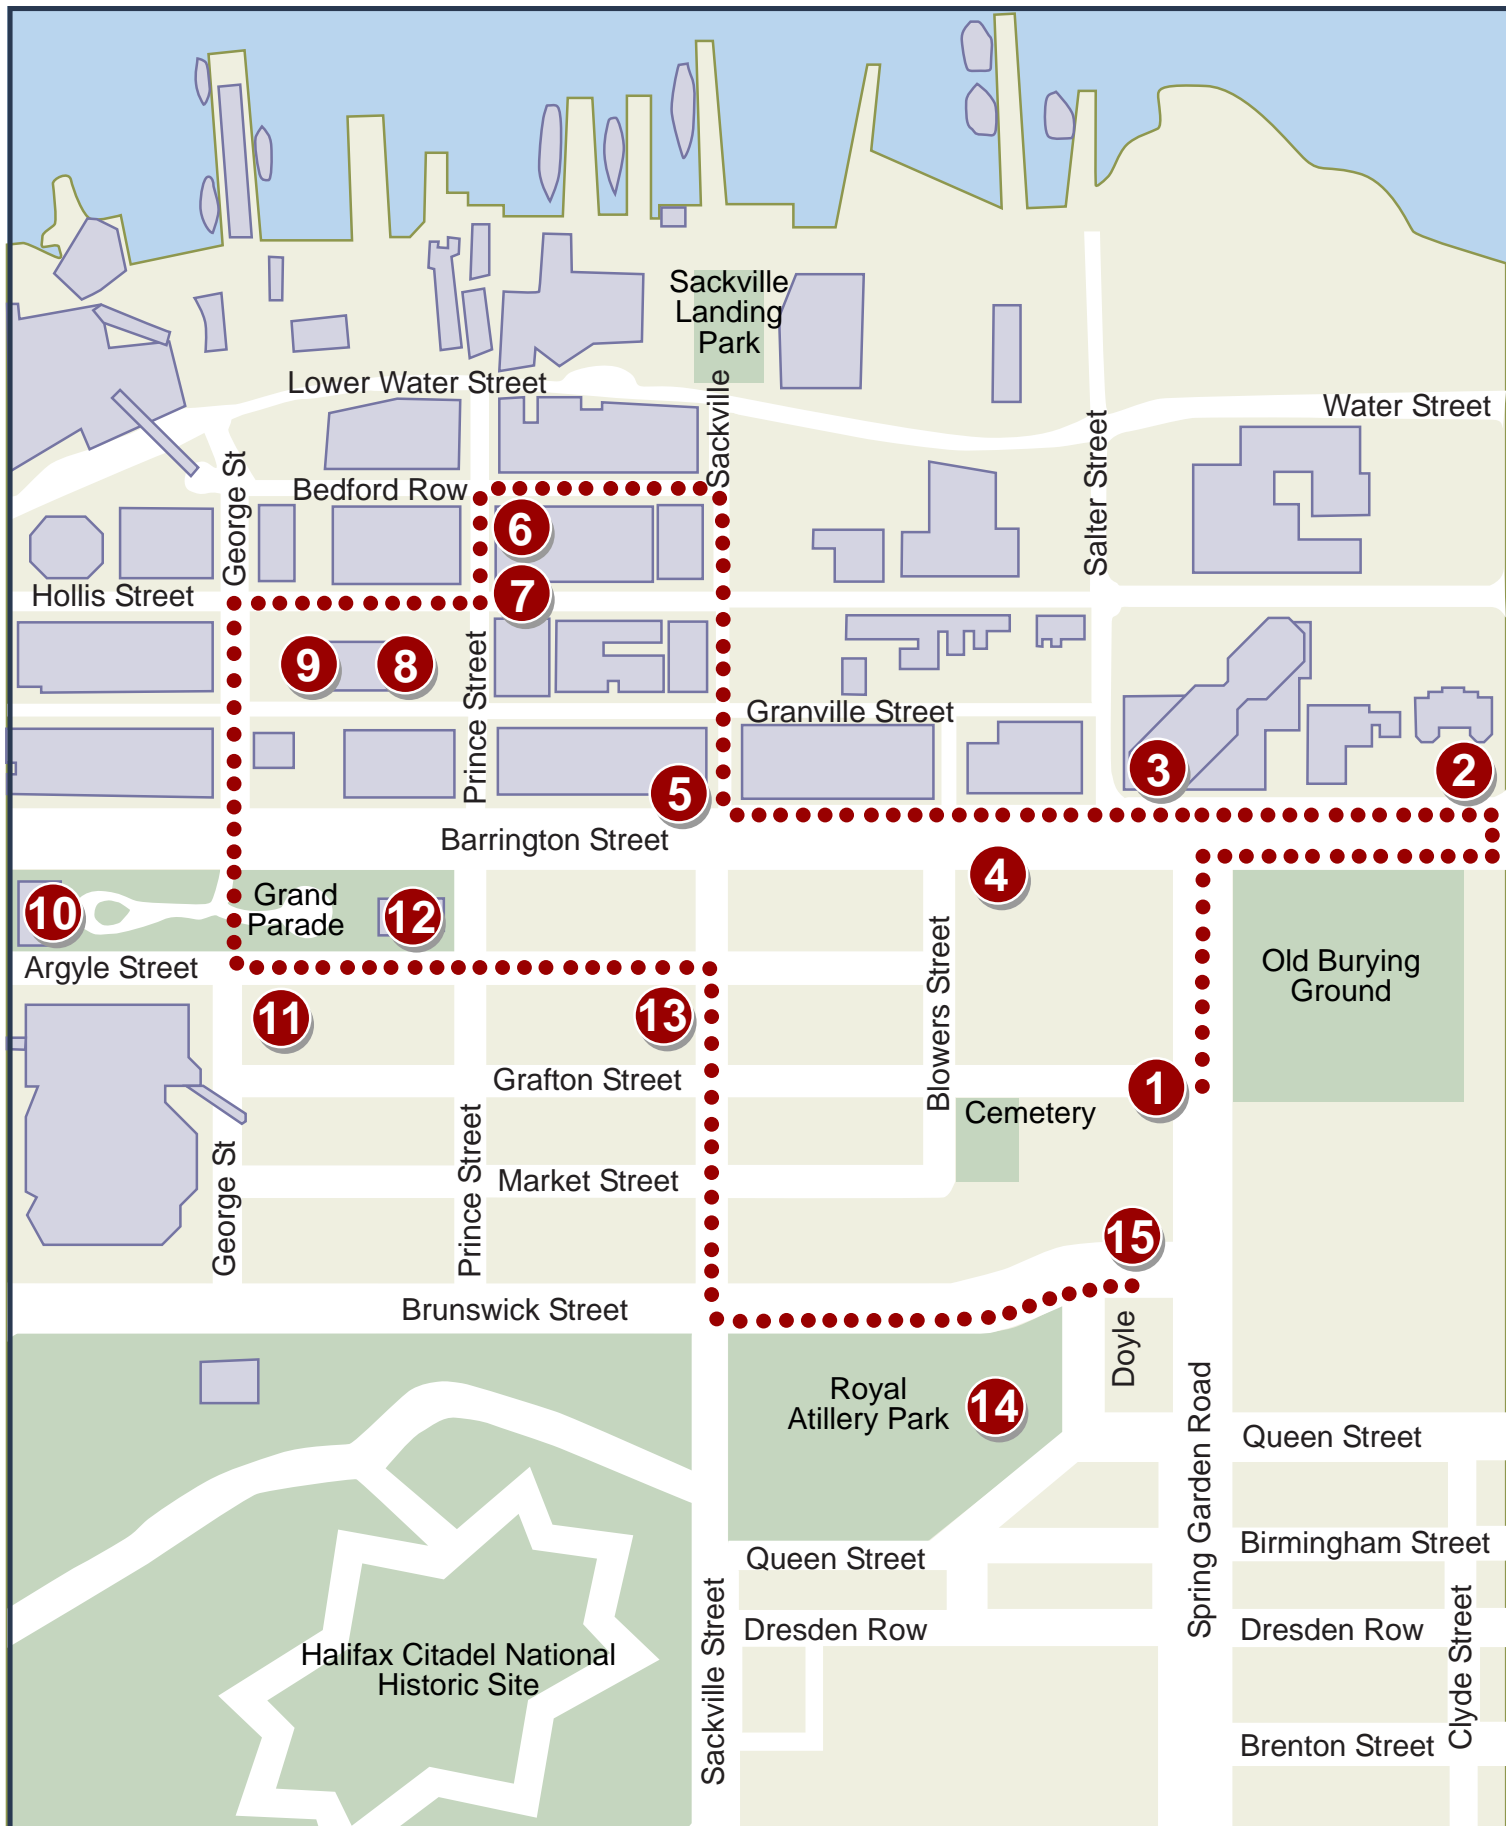 Sackville
Landing
Park
Lower Water Street
Sackville
Water Street
Salter Street
George St
Bedford Row
6
Hollis Street
7
Prince Street
9
8
Granville Street
3
2
5
Barrington Street
4
Grand
Parade
10
12
Argyle Street
Blowers Street
Old Burying
Ground
11
13
Grafton Street
1
Cemetery
George St
Prince Street
Market Street
15
Brunswick Street
Doyle
Royal
Atillery Park
14
Spring Garden Road
Queen Street
Birmingham Street
Queen Street
Sackville Street
Dresden Row
Dresden Row
Clyde Street
Halifax Citadel National
Historic Site
Brenton Street